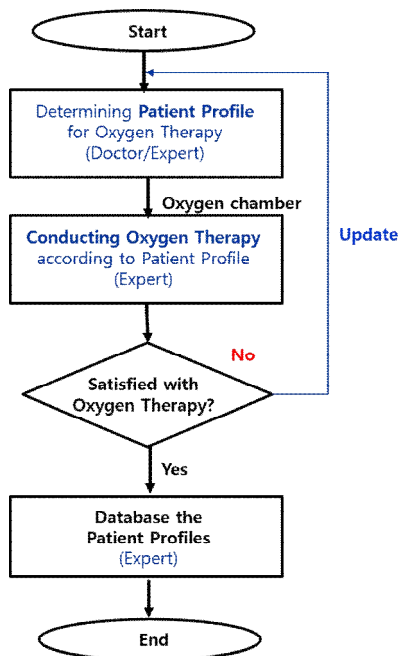 Start
Determining Patient Profile
for Oxygen Therapy
(Doctor/Expert)
Oxygen chamber
Conducting Oxygen Therapy
according to Patient Profile
(Expert)
Update
No
Satisfied with
Oxygen Therapy?
Yes
Database the
Patient Profiles
(Expert)
End